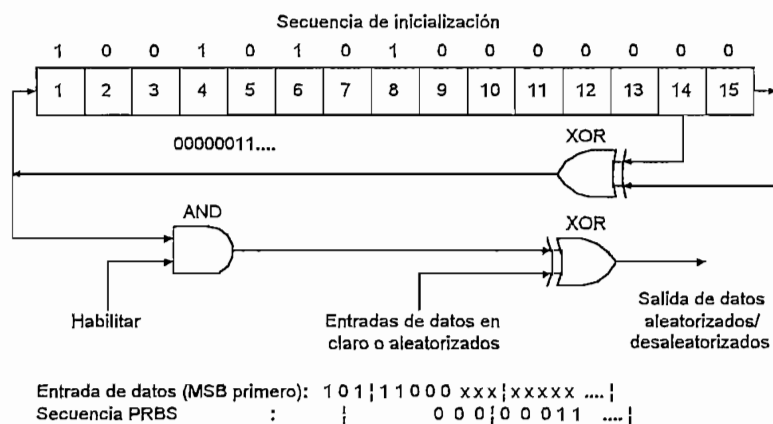 Secuencia de inicialización
1 0 0 1 0 1 0 1 0 0 0 0 0 0 0
1 2 3 4 5 6 7 8 9 10 11 12 13 14 15
00000011....
XOR
AND
XOR
Habilitar
Entradas de datos en
claro o aleatorizados
Salida de datos
aleatorizados/
desaleatorizados
Entrada de datos (MSB primero): 1 0 1 | 1 1 0 0 0 x x x | x x x x x .... |
Secuencia PRBS : | 0 0 0 | 0 0 0 1 1 .... |